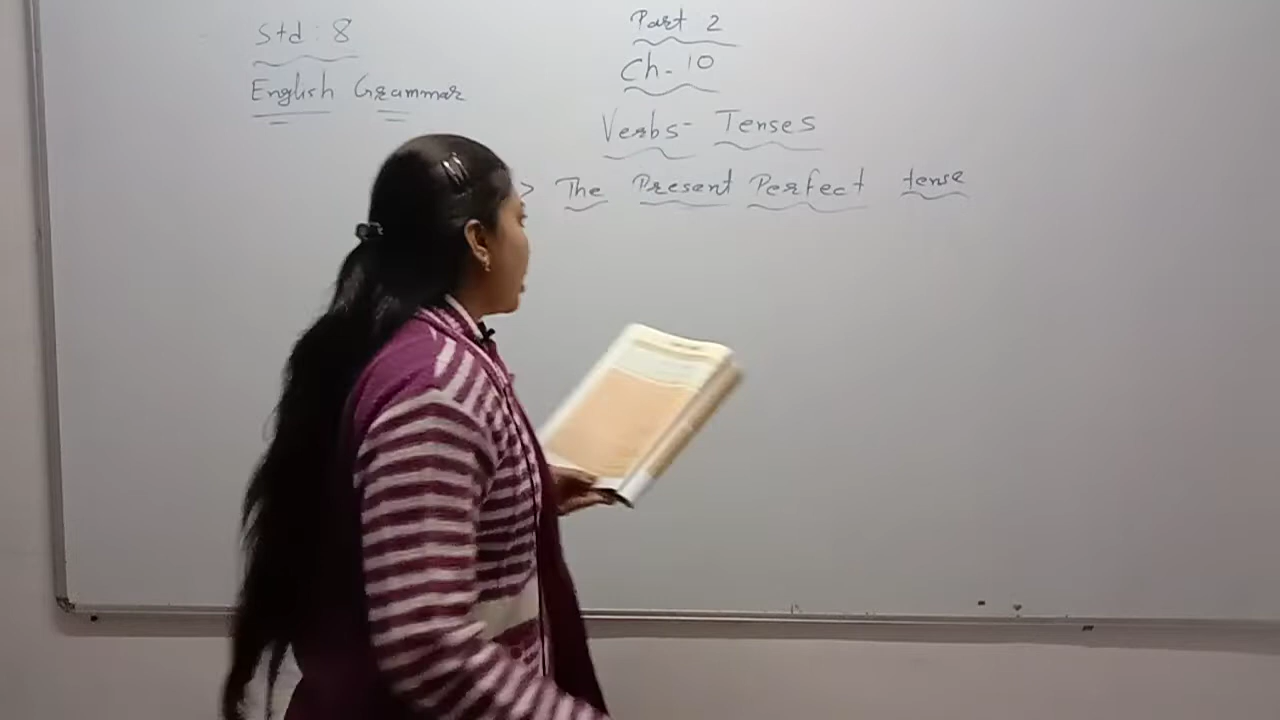 Std : 8
English Grammar
Part 2
Ch- 10
Verbs- Tenses
> The Present Perfect tense